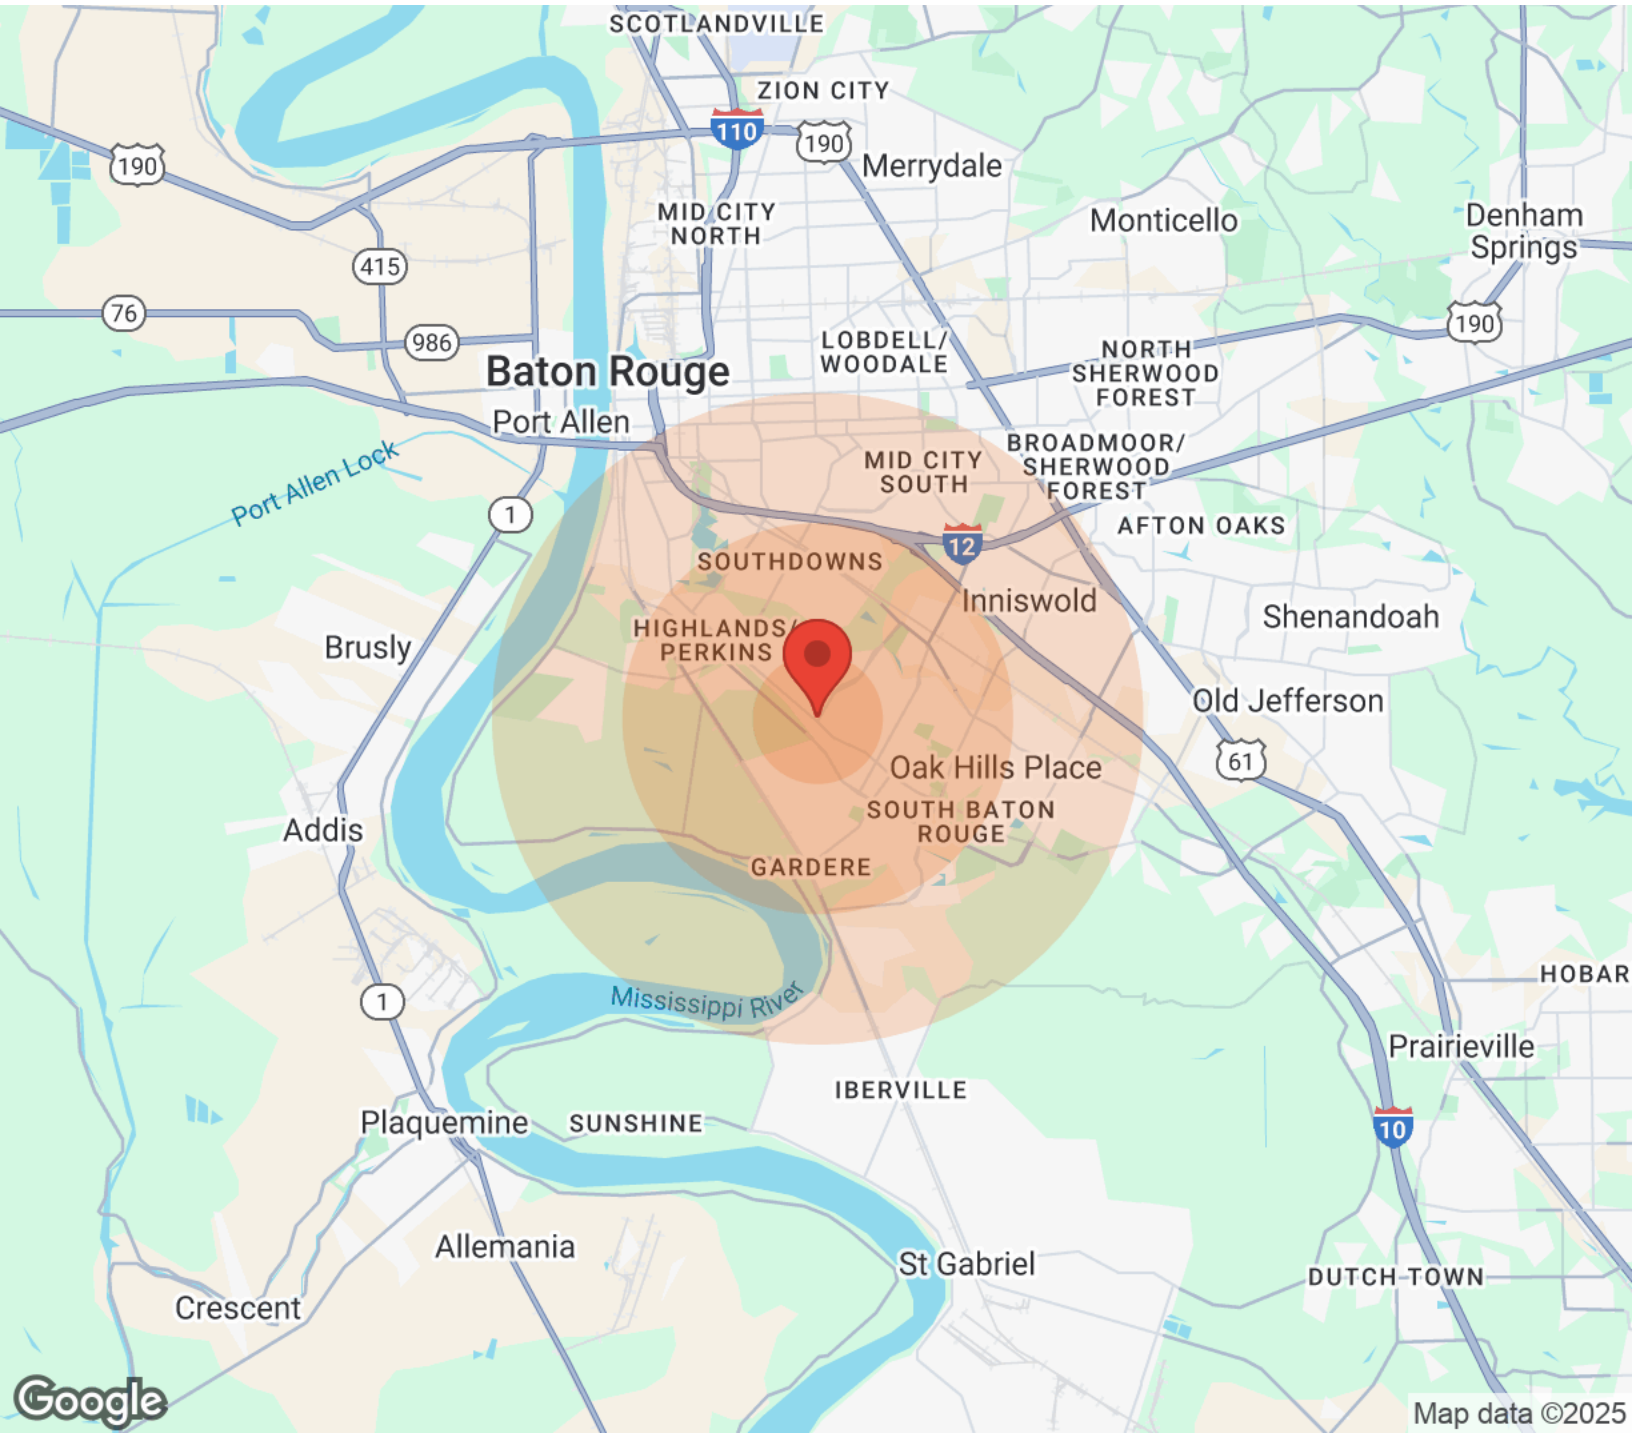 SCOTLANDVILLE
ZION CITY
110
190
190
Merrydale
MID CITY
NORTH
Monticello
Denham
Springs
415
76
986
190
LOBDELL/
WOODALE
NORTH
SHERWOOD
FOREST
Baton Rouge
Port Allen
Port Allen Lock
MID CITY
SOUTH
BROADMOOR/
SHERWOOD
FOREST
1
AFTON OAKS
12
SOUTHDOWNS
Inniswold
Shenandoah
HIGHLANDS/
PERKINS
Brusly
Old Jefferson
61
Oak Hills Place
SOUTH BATON
ROUGE
Addis
GARDERE
HOBAR
1
Mississippi River
Prairieville
IBERVILLE
Plaquemine
SUNSHINE
10
Allemania
St Gabriel
DUTCH TOWN
Crescent
Google
Map data ©2025